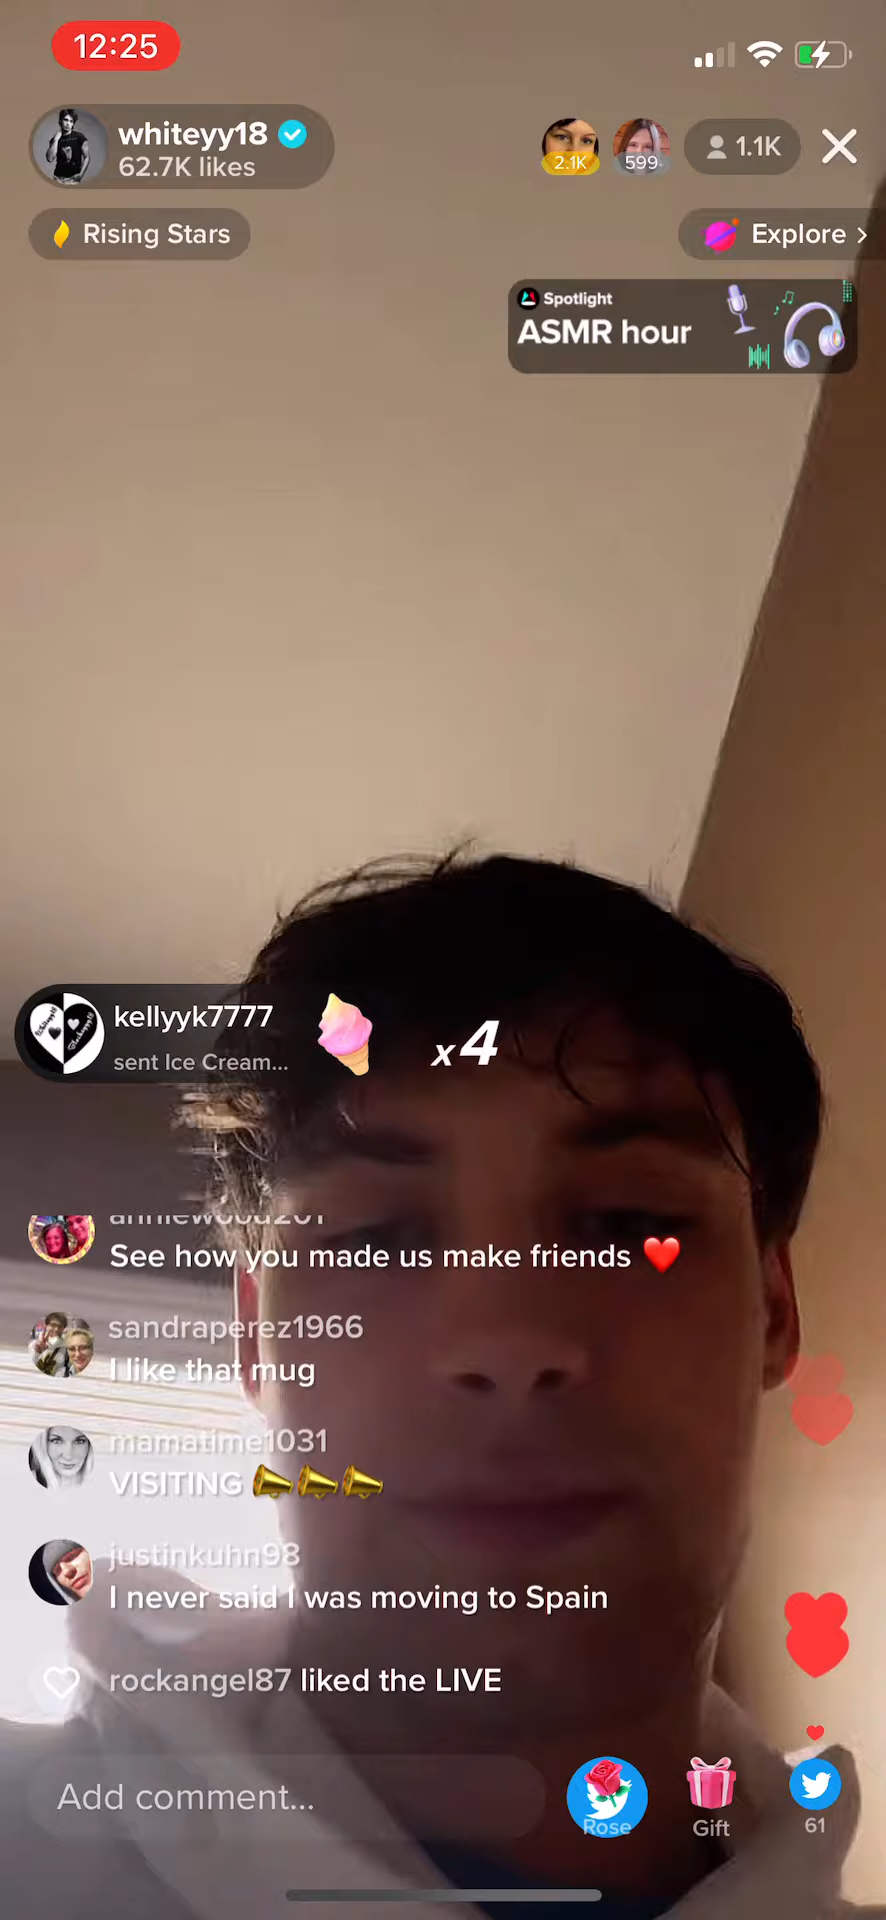 12:25
whiteyy18
62.7K likes
2.1K
599
1.1K
Rising Stars
Explore >
Spotlight
ASMR hour
kellyyk7777
sent Ice Cream...
x4
anniewood201
See how you made us make friends ❤️
sandraperez1966
I like that mug
mamatime1031
VISITING 📣📣📣
justinkuhn98
I never said I was moving to Spain
rockangel87 liked the LIVE
Add comment...
Rose
Gift
61